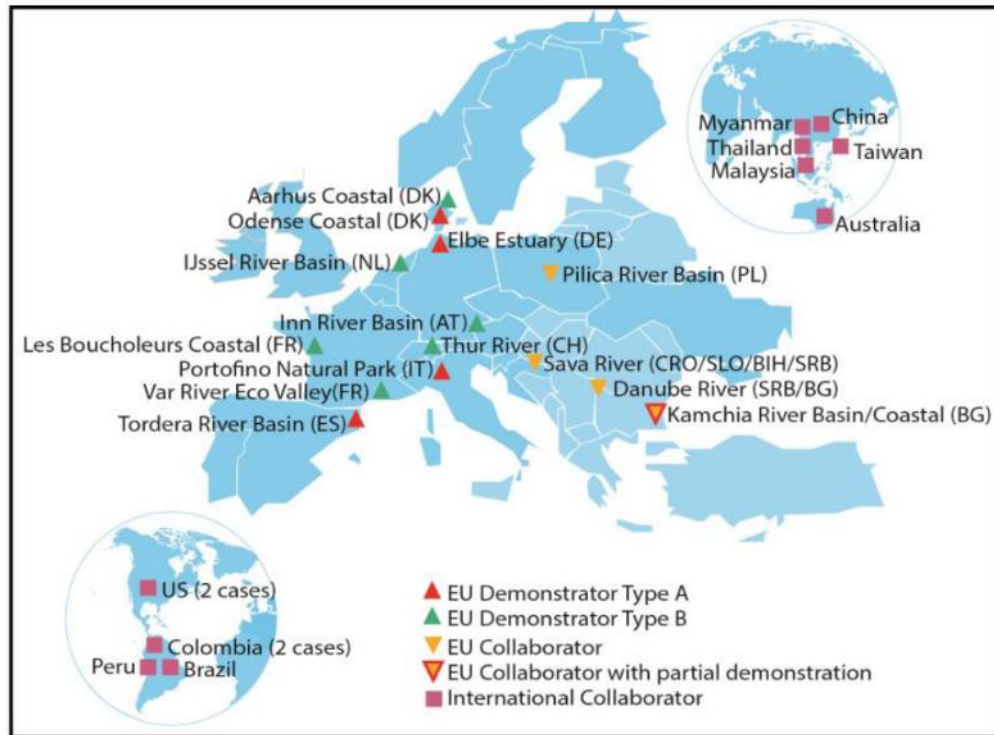 Myanmar
China
Thailand
Taiwan
Malaysia
Australia
Aarhus Coastal (DK)
Odense Coastal (DK)
Elbe Estuary (DE)
IJssel River Basin (NL)
Pilica River Basin (PL)
Inn River Basin (AT)
Les Boucholeurs Coastal (FR)
Thur River (CH)
Portofino Natural Park (IT)
Sava River (CRO/SLO/BIH/SRB)
Var River Eco Valley(FR)
Danube River (SRB/BG)
Tordera River Basin (ES)
Kamchia River Basin/Coastal (BG)
US (2 cases)
Colombia (2 cases)
Peru
Brazil
EU Demonstrator Type A
EU Demonstrator Type B
EU Collaborator
EU Collaborator with partial demonstration
International Collaborator